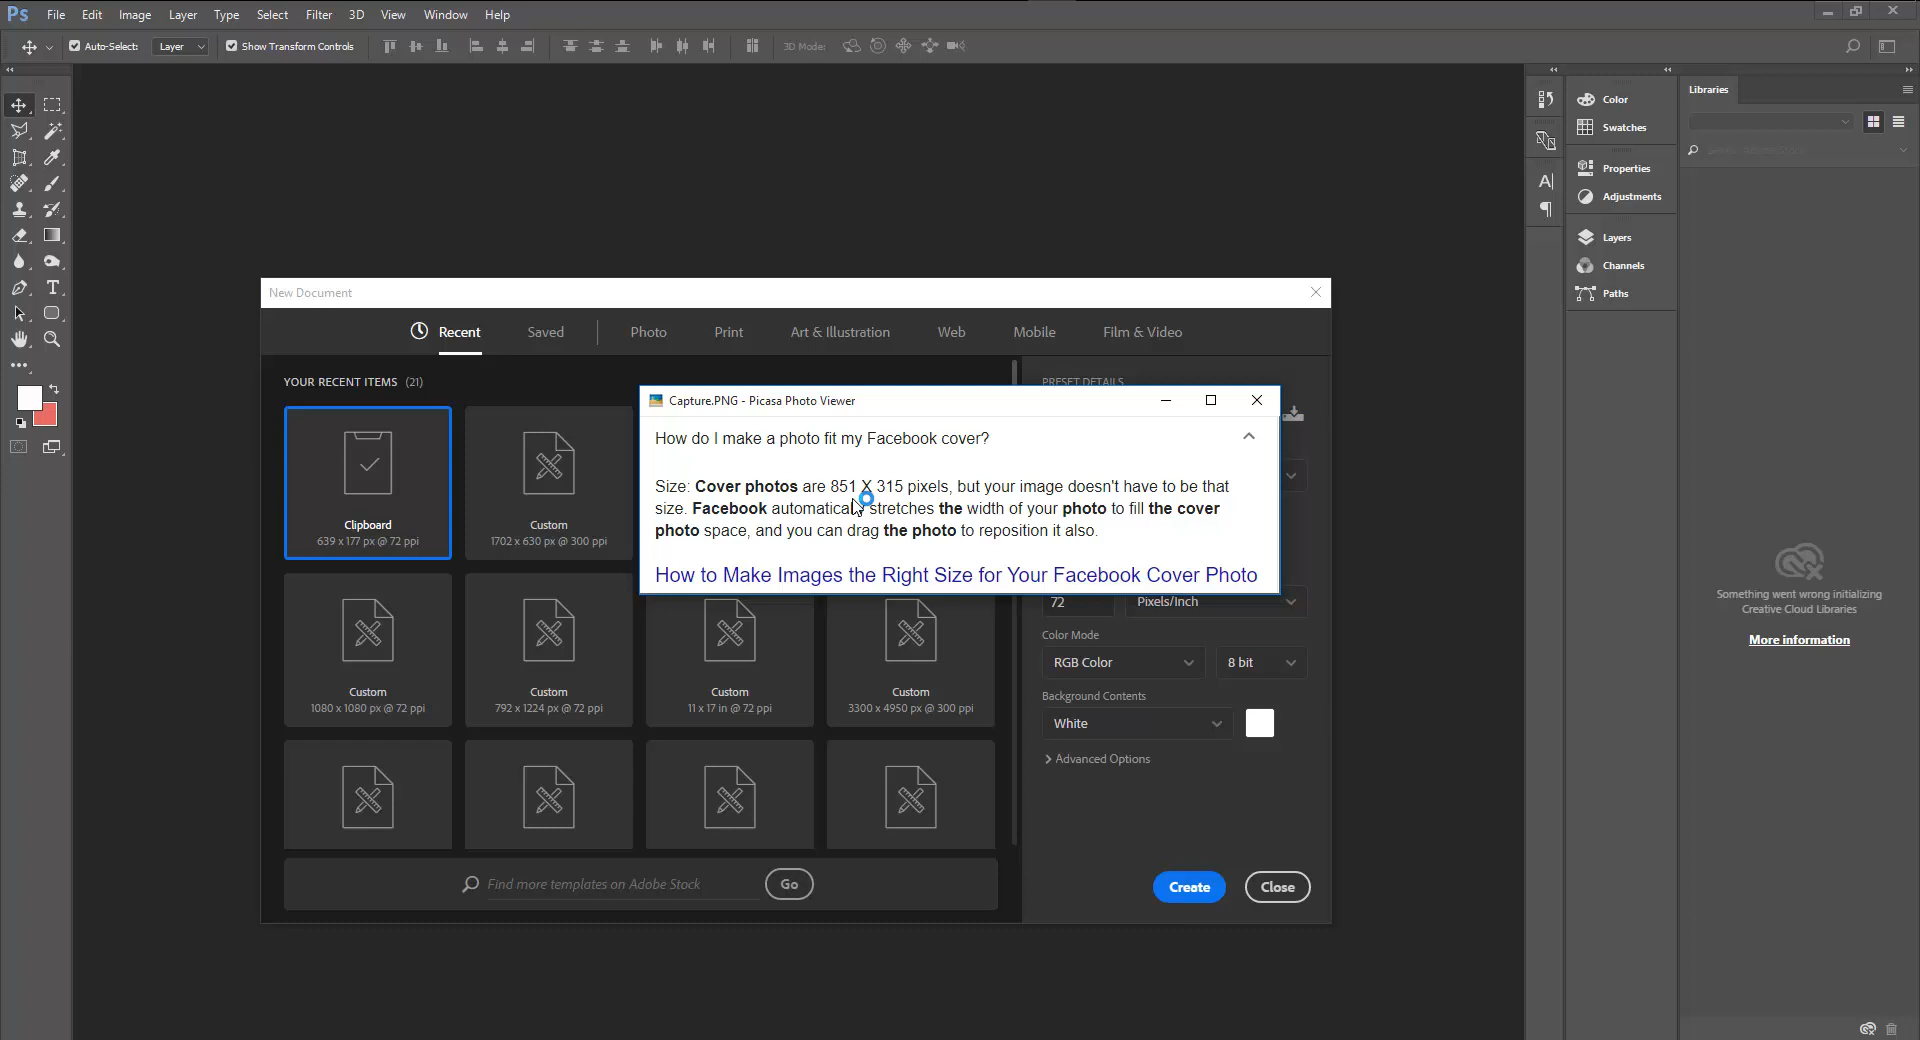 Ps File Edit Image Layer Type Select Filter 3D View Window Help
Auto-Select: Layer Show Transform Controls 3D Mode:
Libraries
Color
Swatches
Properties
Adjustments
Layers
Channels
Paths
Something went wrong initializing
Creative Cloud Libraries
More information
New Document
Recent Saved Photo Print Art & Illustration Web Mobile Film & Video
YOUR RECENT ITEMS (21)
PRESET DETAILS
Clipboard
639 x 177 px @ 72 ppi
Custom
1702 x 630 px @ 300 ppi
Capture.PNG - Picasa Photo Viewer
How do I make a photo fit my Facebook cover?
Size: Cover photos are 851 X 315 pixels, but your image doesn't have to be that
size. Facebook automatically stretches the width of your photo to fill the cover
photo space, and you can drag the photo to reposition it also.
How to Make Images the Right Size for Your Facebook Cover Photo
Custom
1080 x 1080 px @ 72 ppi
Custom
792 x 1224 px @ 72 ppi
Custom
11 x 17 in @ 72 ppi
Custom
3300 x 4950 px @ 300 ppi
72 Pixels/Inch
Color Mode
RGB Color 8 bit
Background Contents
White
Advanced Options
Find more templates on Adobe Stock Go
Create Close